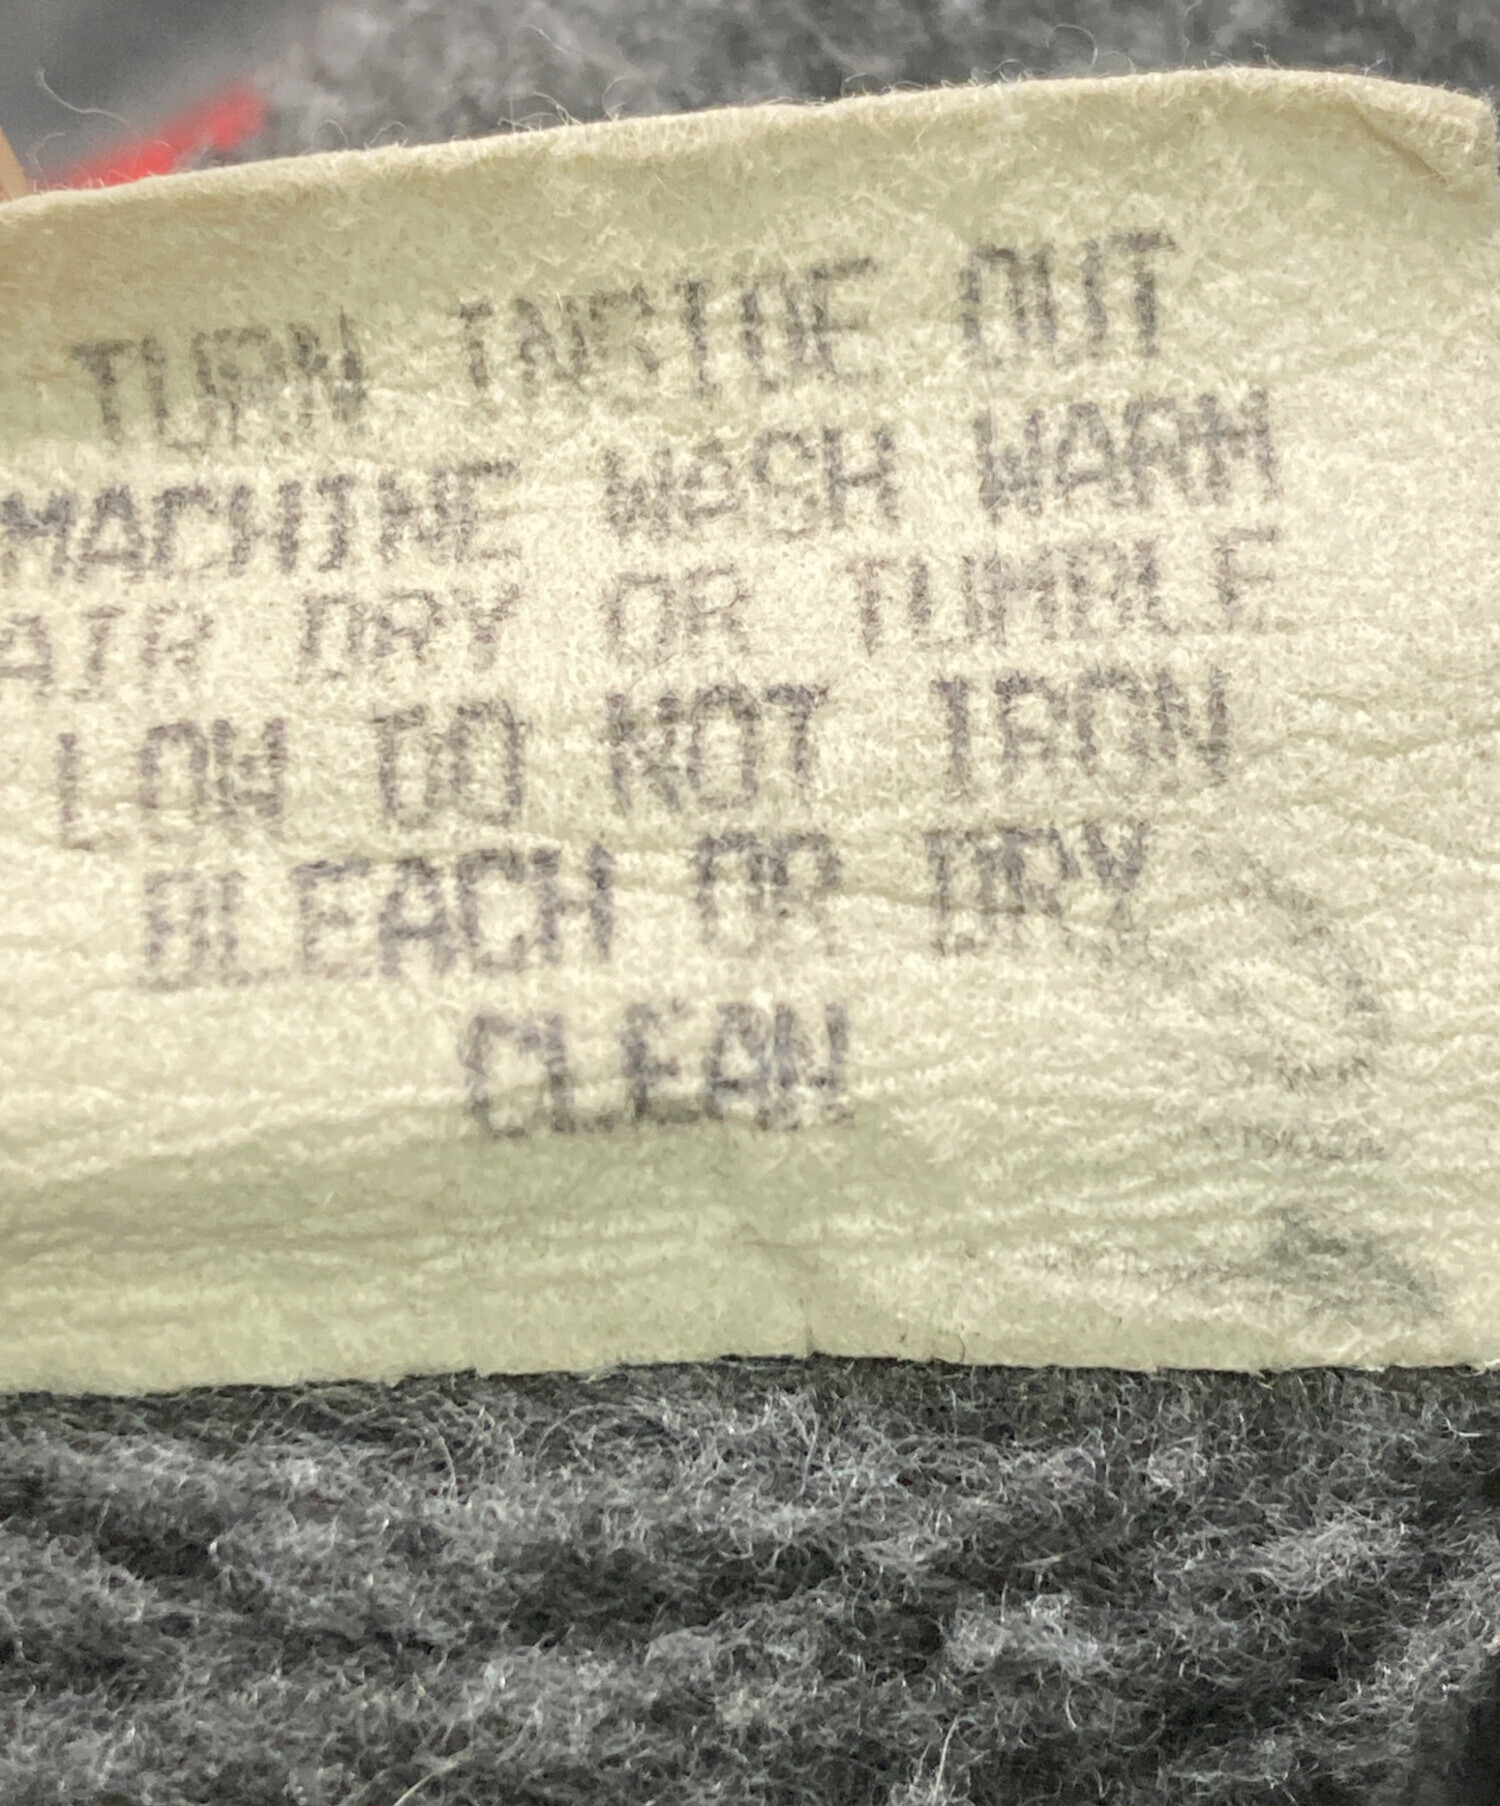 TURN INSIDE OUT
MACHINE WASH WARM
AIR DRY OR TUMBLE
LOW DO NOT IRON
BLEACH OR DRY
CLEAN